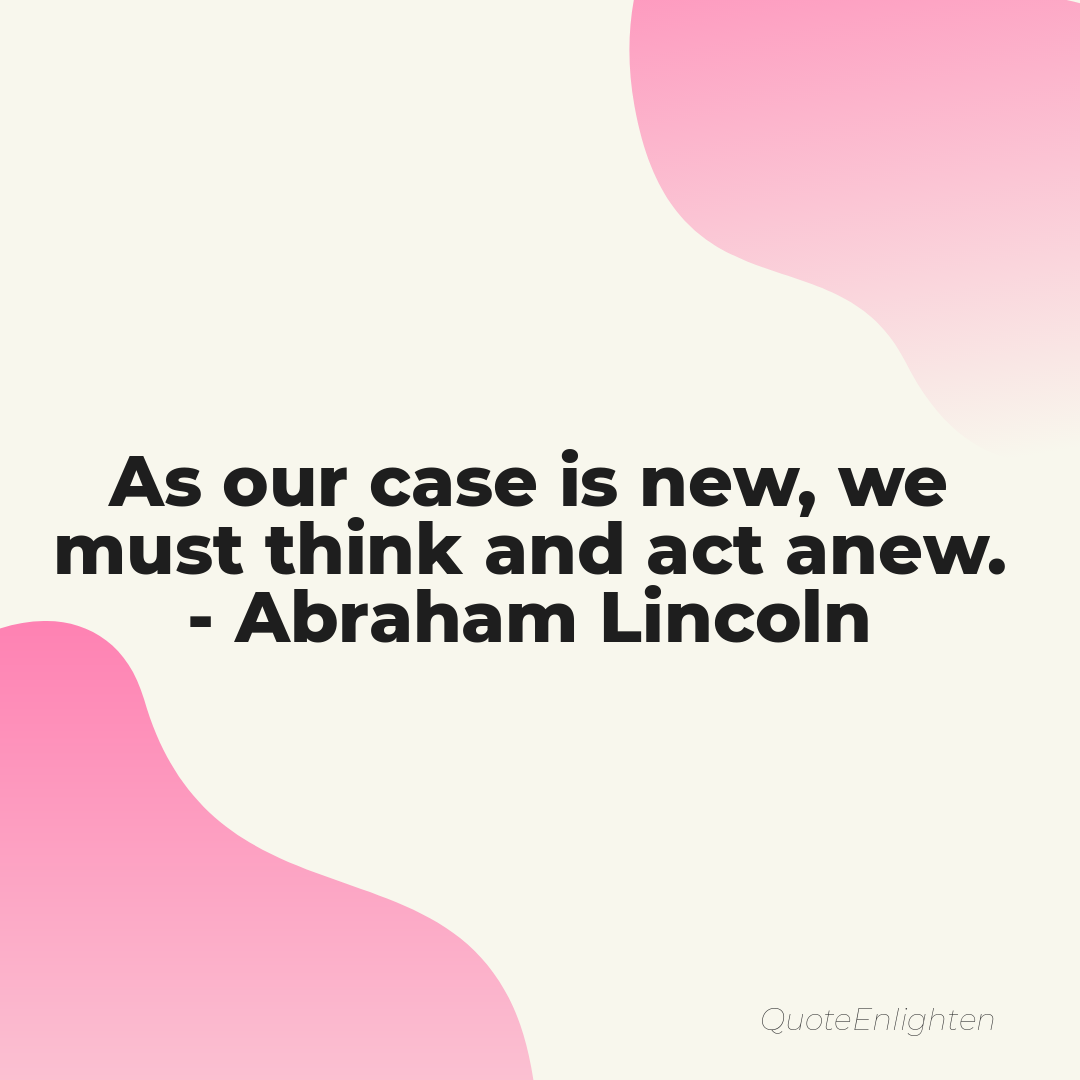 As our case is new, we
must think and act anew.
- Abraham Lincoln
QuoteEnlighten